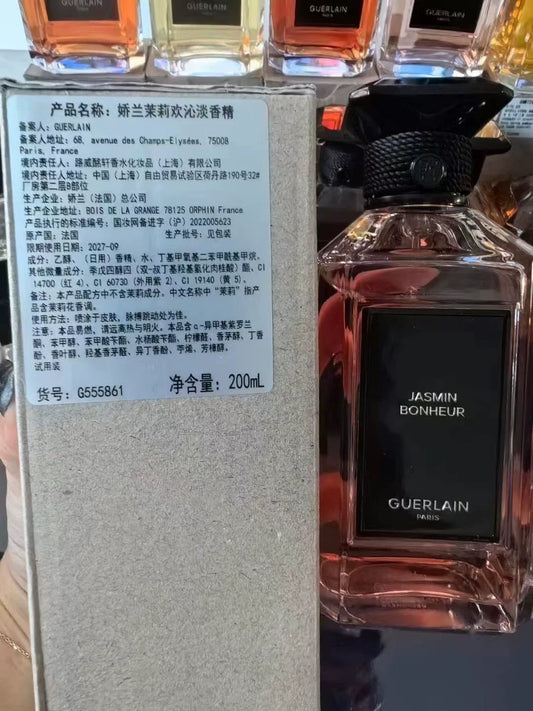 GUERLAIN
PARIS
GUERLAIN
PARIS
GUERLAIN
PARIS
GUERLAIN
PARIS
产品名称：娇兰茉莉欢沁淡香精
备案人：GUERLAIN
备案人地址：68, avenue des Champs-Elysées, 75008
Paris, France
境内责任人：路威酩轩香水化妆品（上海）有限公司
境内责任人地址：中国（上海）自由贸易试验区荷丹路190号32#
厂房第二层B部位
生产企业：娇兰（法国）总公司
生产企业地址：BOIS DE LA GRANGE 78125 ORPHIN France
产品执行的标准编号：国妆网备进字（沪）2022005623
原产国：法国 生产批号：见包装
限期使用日期：2027-09
成分：乙醇、（日用）香精、水、丁基甲氧基二苯甲酰基甲烷。
其他微量成分：季戊四醇四（双-叔丁基羟基氢化肉桂酸）酯、CI
14700（红 4）、CI 60730（外用紫 2）、CI 19140（黄 5）。
备注：本产品配方中不含茉莉成分，中文名称中“茉莉”指产
品含茉莉花香调。
使用方法：喷涂于皮肤，脉搏跳动处为佳。
注意：本品易燃，请远离高热与明火。本品含α-异甲基紫罗兰
酮、苯甲醇、苯甲酸苄酯、水杨酸苄酯、柠檬醛、香茅醇、丁香
酚、香叶醇、羟基香茅醛、异丁香酚、苧烯、芳樟醇。
试用装
货号：G555861 净含量：200mL
JASMIN
BONHEUR
GUERLAIN
PARIS